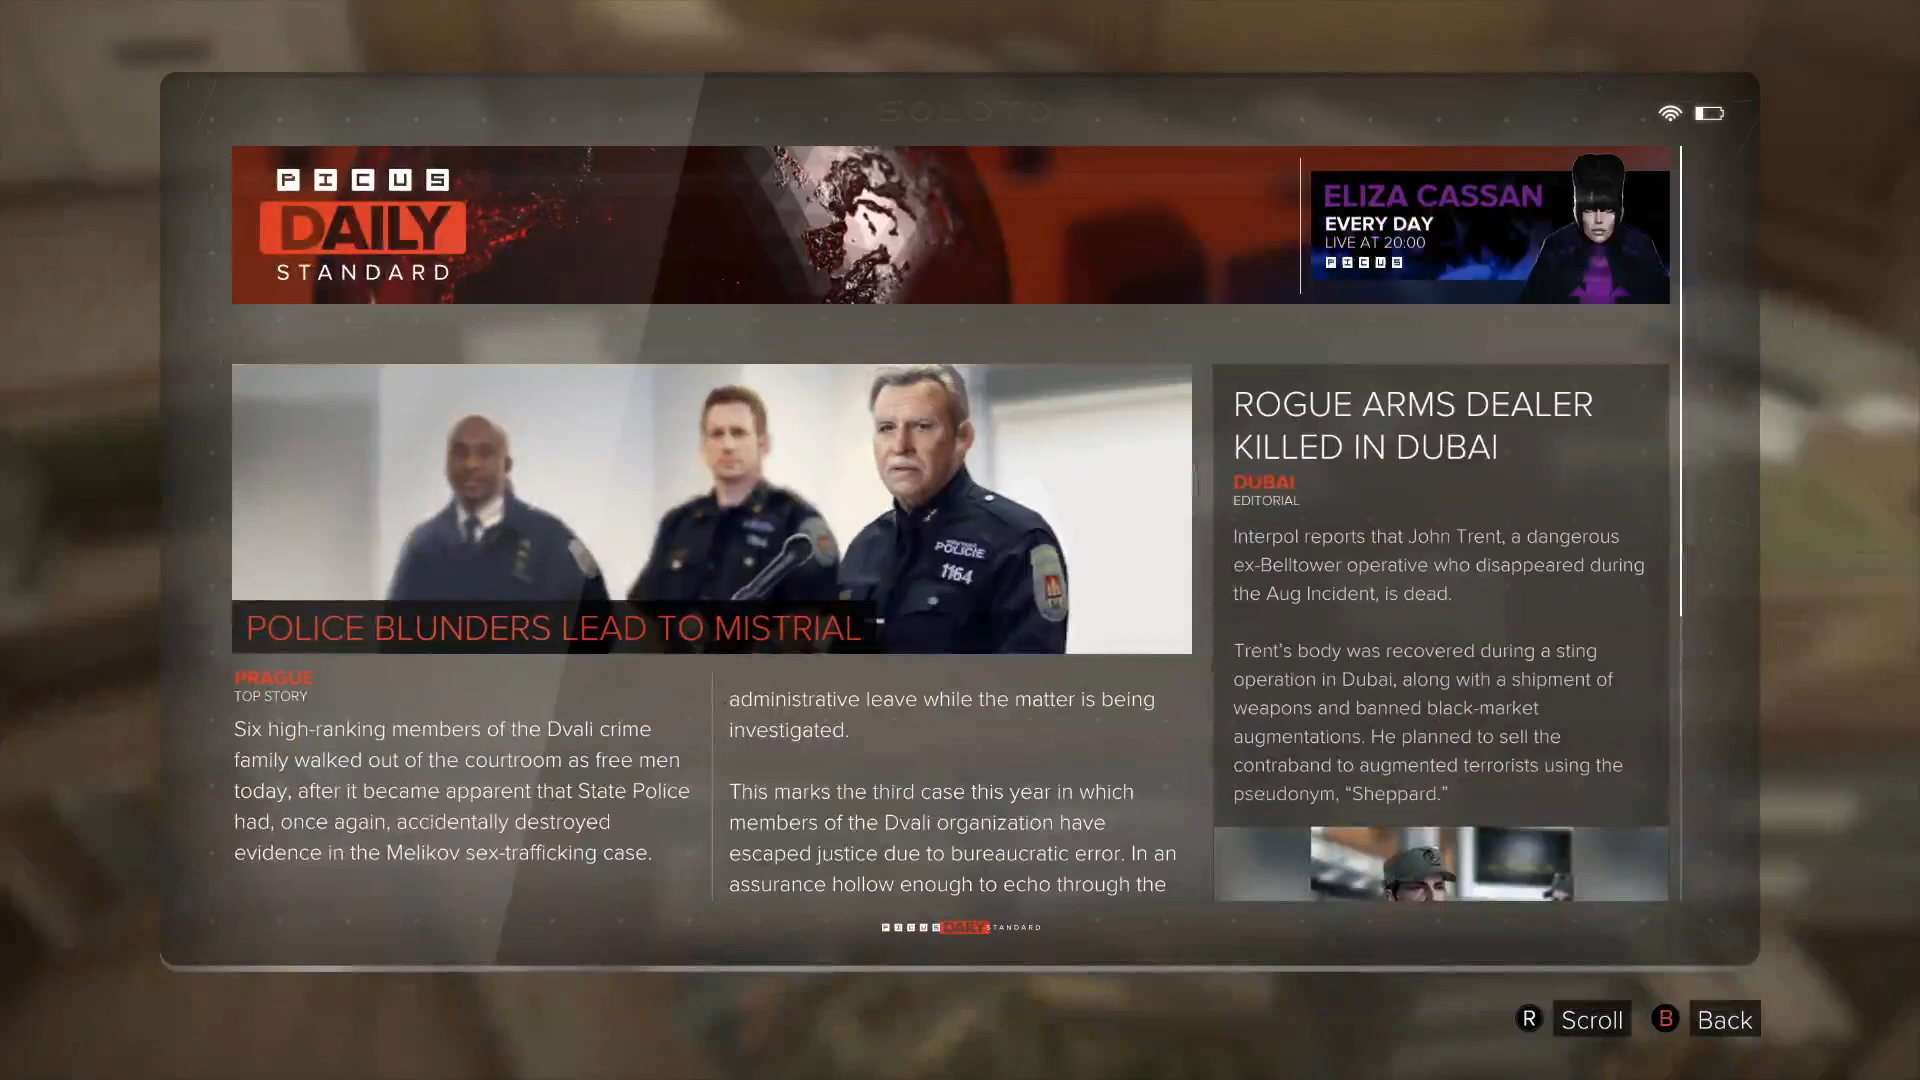 SOLOTO
PICUS
DAILY
STANDARD
ELIZA CASSAN
EVERY DAY
LIVE AT 20:00
PICUS
POLICIE
1164
POLICE BLUNDERS LEAD TO MISTRIAL
PRAGUE
TOP STORY
Six high-ranking members of the Dvali crime
family walked out of the courtroom as free men
today, after it became apparent that State Police
had, once again, accidentally destroyed
evidence in the Melikov sex-trafficking case.
administrative leave while the matter is being
investigated.
This marks the third case this year in which
members of the Dvali organization have
escaped justice due to bureaucratic error. In an
assurance hollow enough to echo through the
ROGUE ARMS DEALER
KILLED IN DUBAI
DUBAI
EDITORIAL
Interpol reports that John Trent, a dangerous
ex-Belltower operative who disappeared during
the Aug Incident, is dead.
Trent's body was recovered during a sting
operation in Dubai, along with a shipment of
weapons and banned black-market
augmentations. He planned to sell the
contraband to augmented terrorists using the
pseudonym, “Sheppard.”
PICUS DAILY STANDARD
R Scroll B Back